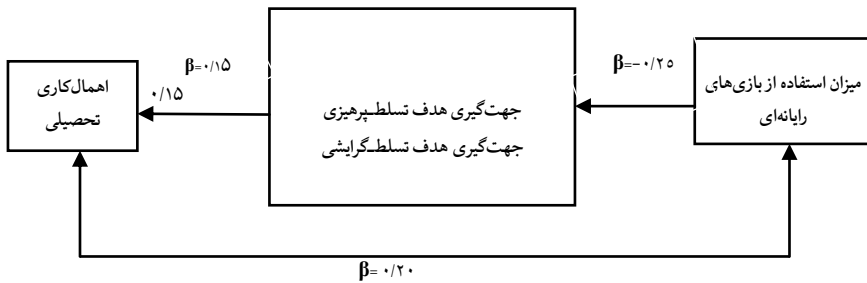 میزان استفاده از بازی‌های
رایانه‌ای
β=-۰/۲۵
جهت‌گیری هدف تسلط-پرهیزی
جهت‌گیری هدف تسلط-گرایشی
β=۰/۱۵
۰/۱۵
اهمال‌کاری
تحصیلی
β= ۰/۲۰